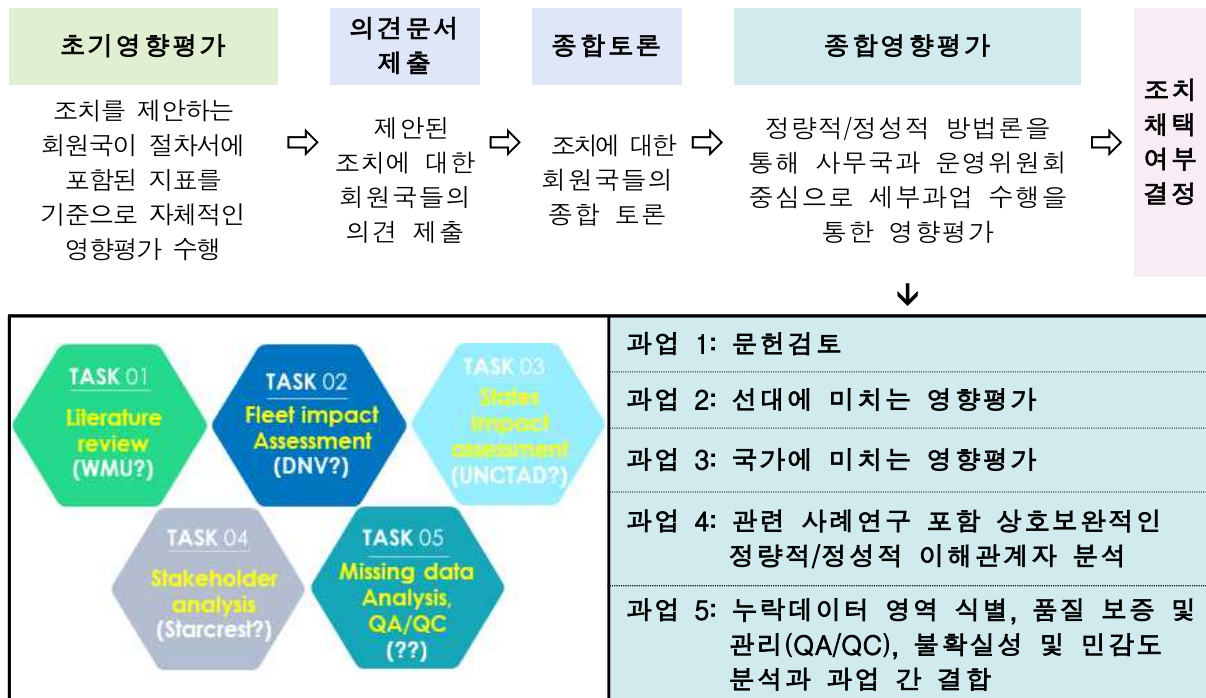 초기영향평가
조치를 제안하는
회원국이 절차서에
포함된 지표를
기준으로 자체적인
영향평가 수행
의견문서
제출
제안된
조치에 대한
회원국들의
의견 제출
종합토론
조치에 대한
회원국들의
종합 토론
종합영향평가
정량적/정성적 방법론을
통해 사무국과 운영위원회
중심으로 세부과업 수행을
통한 영향평가
조치
채택
여부
결정
TASK 01
Literature
review
(WMU?)
TASK 02
Fleet impact
Assessment
(DNV?)
TASK 03
States
impact
assessment
(UNCTAD?)
TASK 04
Stakeholder
analysis
(Starcrest?)
TASK 05
Missing data
Analysis,
QA/QC
(??)
과업 1: 문헌검토
과업 2: 선대에 미치는 영향평가
과업 3: 국가에 미치는 영향평가
과업 4: 관련 사례연구 포함 상호보완적인
정량적/정성적 이해관계자 분석
과업 5: 누락데이터 영역 식별, 품질 보증 및
관리(QA/QC), 불확실성 및 민감도
분석과 과업 간 결합